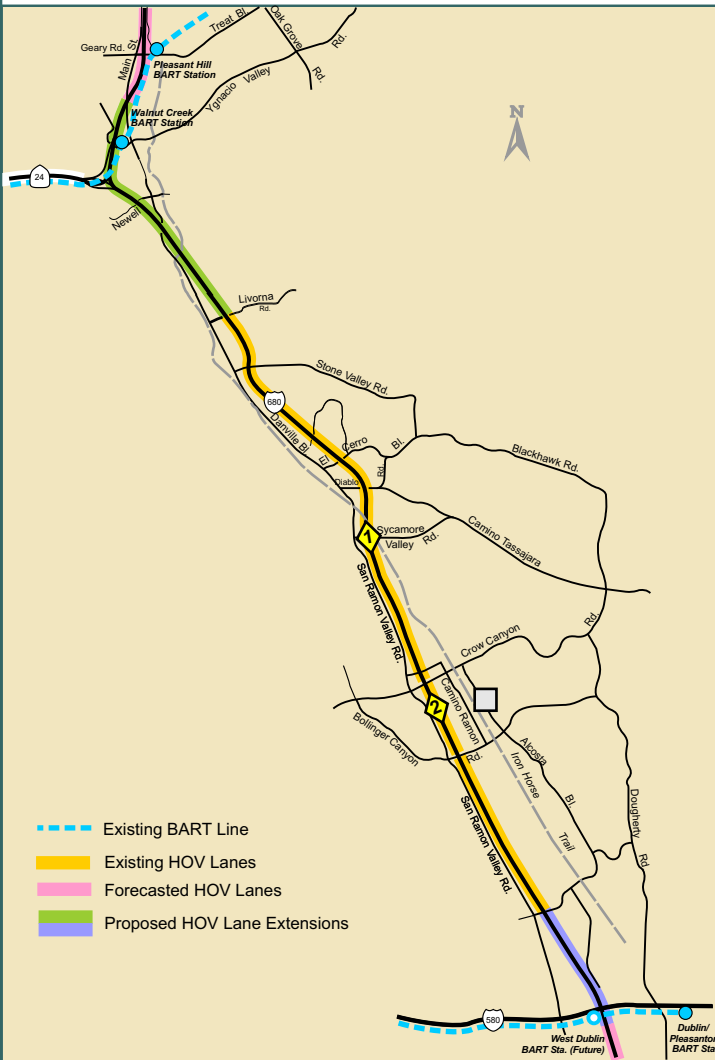 Oak Grove
Rd.
Treat Bl.
Rd.
Geary Rd.
Main St.
Pleasant Hill
BART Station
Ygnacio Valley
N
Walnut Creek
BART Station
24
Newell
Livorna
Rd.
Stone Valley Rd.
680
Danville Bl.
El
Cerro
Bl.
Blackhawk Rd.
Diablo
Rd.
1
Sycamore
Valley
Rd.
Camino Tassajara
San Ramon Valley Rd.
Crow Canyon
Rd.
Camino Ramon
2
Bollinger Canyon
Rd.
Alcosta
Bl.
Iron Horse
Trail
Dougherty
Rd.
San Ramon Valley Rd.
Existing BART Line
Existing HOV Lanes
Forecasted HOV Lanes
Proposed HOV Lane Extensions
580
West Dublin
BART Sta. (Future)
Dublin/
Pleasanton
BART Sta